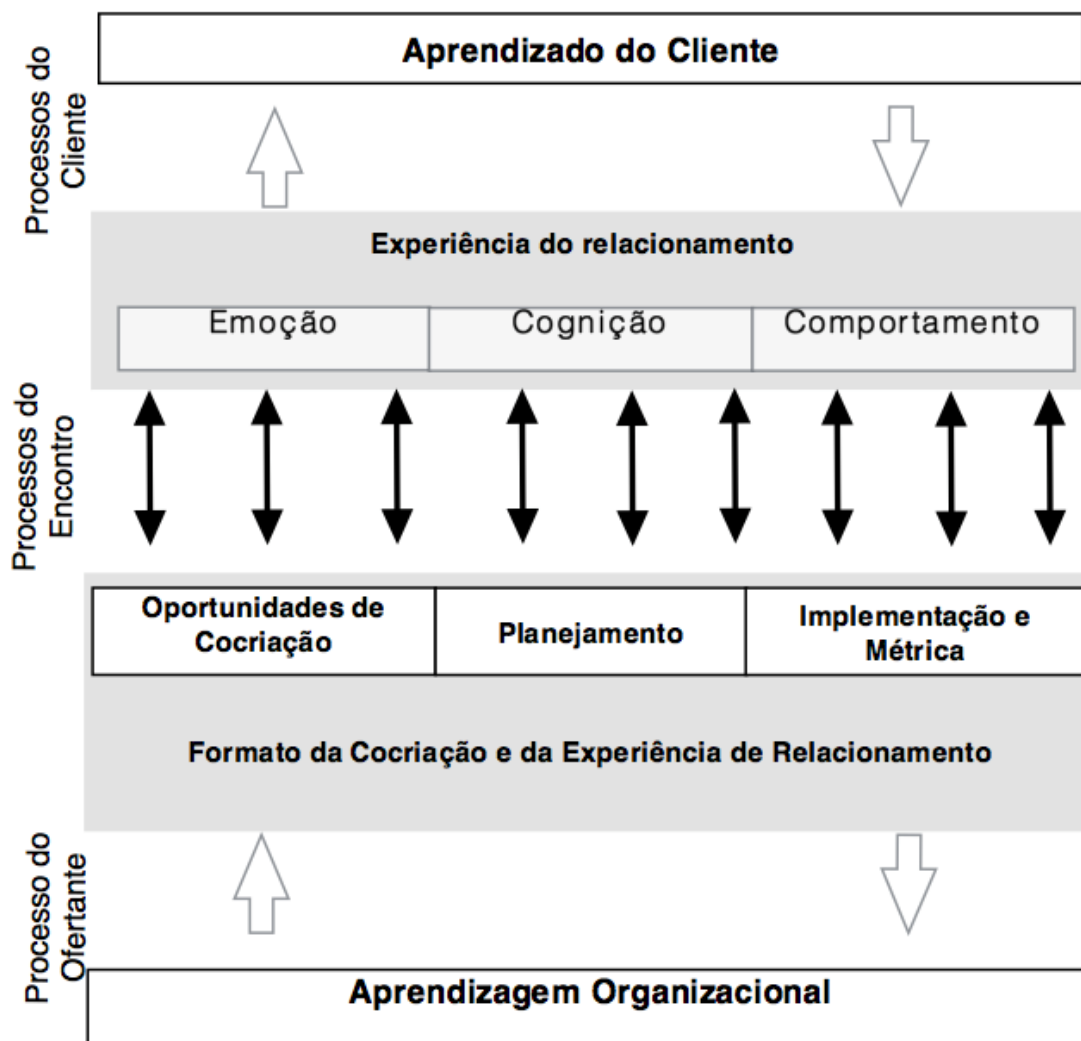 Aprendizado do Cliente
Processos do
Cliente
Experiência do relacionamento
Emoção
Cognição
Comportamento
Processos do
Encontro
Oportunidades de
Cocriação
Planejamento
Implementação e
Métrica
Formato da Cocriação e da Experiência de Relacionamento
Processo do
Ofertante
Aprendizagem Organizacional